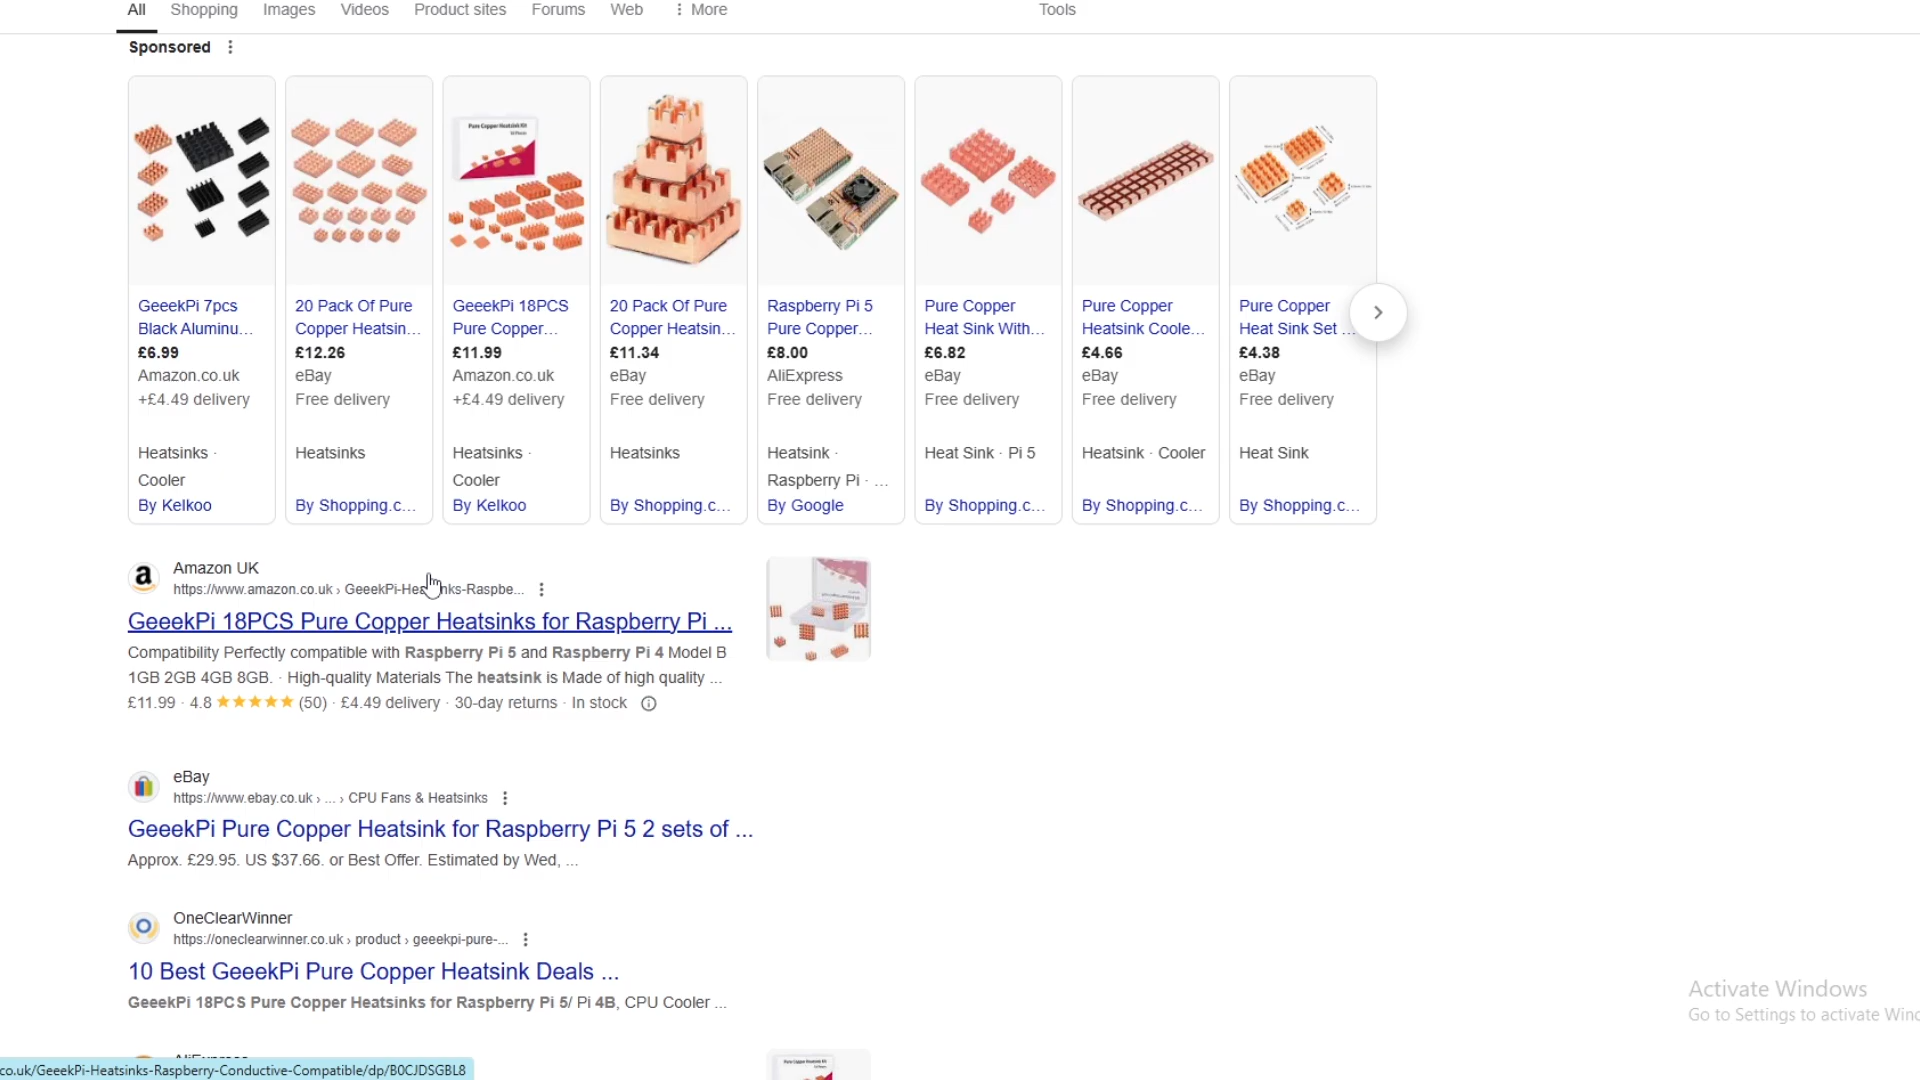 All Shopping Images Videos Product sites Forums Web More Tools
Sponsored
Pure Copper Heatsink Kit
GeeekPi 7pcs
Black Aluminu...
£6.99
Amazon.co.uk
+£4.49 delivery
Heatsinks ·
Cooler
By Kelkoo
20 Pack Of Pure
Copper Heatsin...
£12.26
eBay
Free delivery
Heatsinks
By Shopping.c...
GeeekPi 18PCS
Pure Copper...
£11.99
Amazon.co.uk
+£4.49 delivery
Heatsinks ·
Cooler
By Kelkoo
20 Pack Of Pure
Copper Heatsin...
£11.34
eBay
Free delivery
Heatsinks
By Shopping.c...
Raspberry Pi 5
Pure Copper...
£8.00
AliExpress
Free delivery
Heatsink ·
Raspberry Pi · ...
By Google
Pure Copper
Heat Sink With...
£6.82
eBay
Free delivery
Heat Sink · Pi 5
By Shopping.c...
Pure Copper
Heatsink Coole...
£4.66
eBay
Free delivery
Heatsink · Cooler
By Shopping.c...
Pure Copper
Heat Sink Set ...
£4.38
eBay
Free delivery
Heat Sink
By Shopping.c...
Amazon UK
https://www.amazon.co.uk › GeeekPi-Heatsinks-Raspbe...
GeeekPi 18PCS Pure Copper Heatsinks for Raspberry Pi ...
Compatibility Perfectly compatible with Raspberry Pi 5 and Raspberry Pi 4 Model B
1GB 2GB 4GB 8GB. · High-quality Materials The heatsink is Made of high quality ...
£11.99 · 4.8 ★★★★★ (50) · £4.49 delivery · 30-day returns · In stock
eBay
https://www.ebay.co.uk › ... › CPU Fans & Heatsinks
GeeekPi Pure Copper Heatsink for Raspberry Pi 5 2 sets of ...
Approx. £29.95. US $37.66. or Best Offer. Estimated by Wed, ...
OneClearWinner
https://oneclearwinner.co.uk › product › geeekpi-pure-...
10 Best GeeekPi Pure Copper Heatsink Deals ...
GeeekPi 18PCS Pure Copper Heatsinks for Raspberry Pi 5/ Pi 4B, CPU Cooler ...
Activate Windows
Go to Settings to activate Winc
AliExpress
Pure Copper Heatsink Kit
co.uk/GeeekPi-Heatsinks-Raspberry-Conductive-Compatible/dp/B0CJDSGBL8